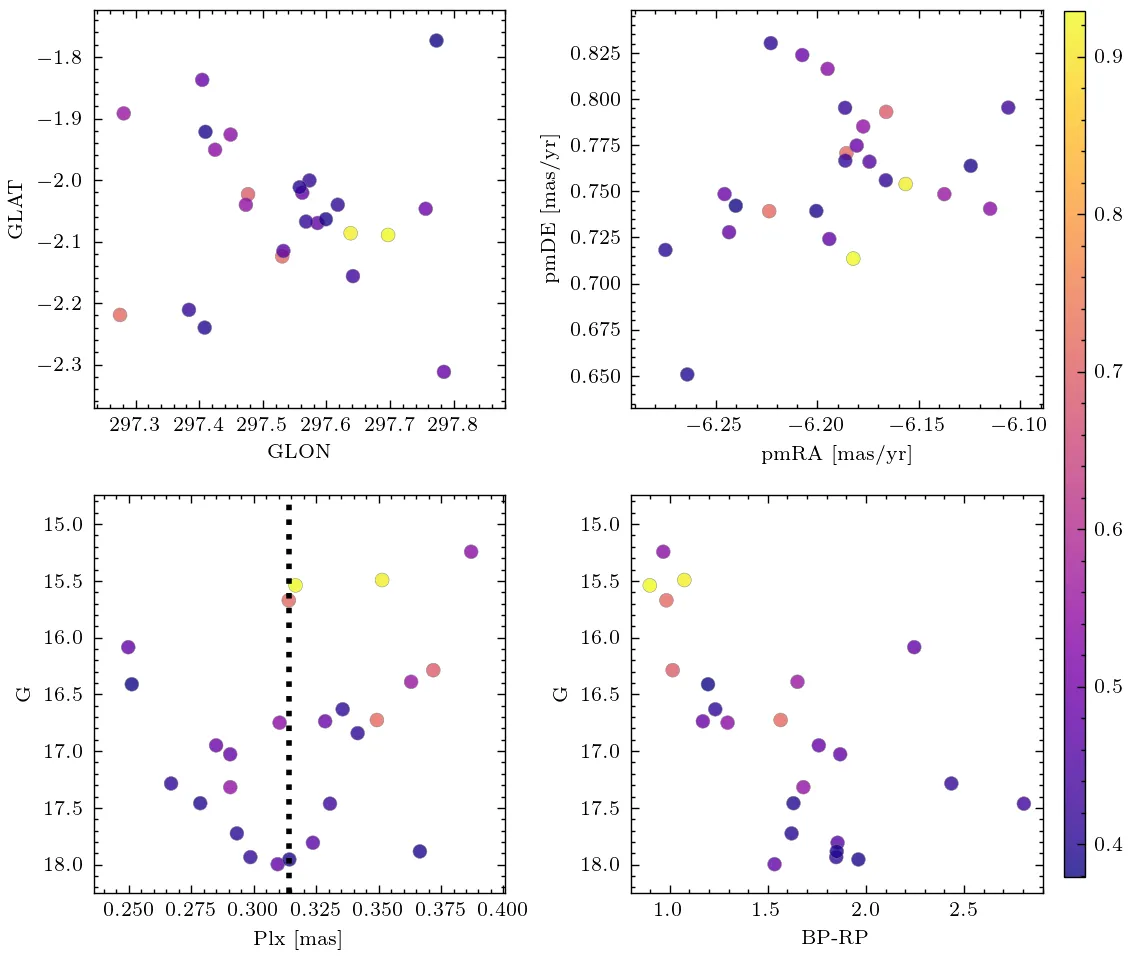 −1.8
−1.9
−2.0
−2.1
−2.2
−2.3
GLAT
297.3 297.4 297.5 297.6 297.7 297.8
GLON
0.825
0.800
0.775
0.750
0.725
0.700
0.675
0.650
pmDE [mas/yr]
−6.25 −6.20 −6.15 −6.10
pmRA [mas/yr]
0.9
0.8
0.7
0.6
0.5
0.4
15.0
15.5
16.0
16.5
17.0
17.5
18.0
G
0.250 0.275 0.300 0.325 0.350 0.375 0.400
Plx [mas]
15.0
15.5
16.0
16.5
17.0
17.5
18.0
G
1.0 1.5 2.0 2.5
BP-RP